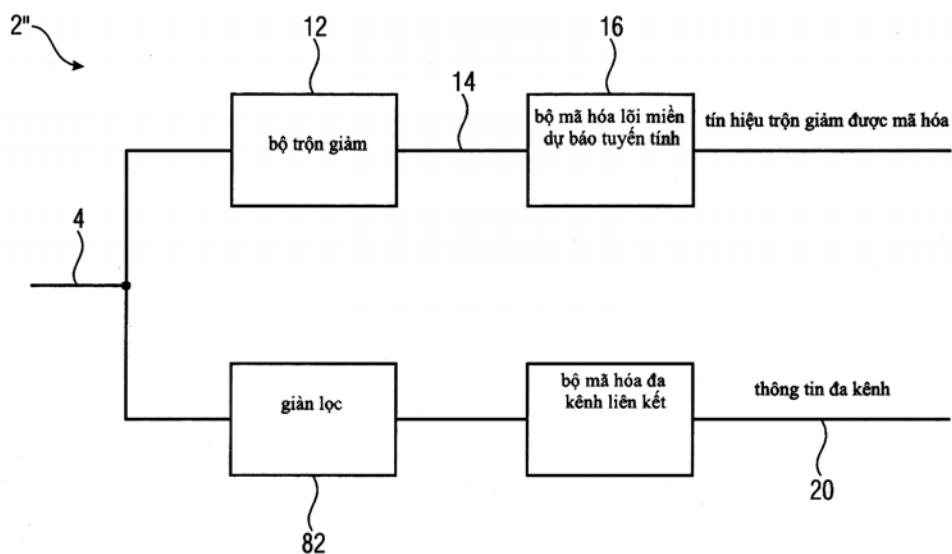 2"
12
14
16
bộ trộn giảm
bộ mã hóa lõi miền
dự báo tuyến tính
tín hiệu trộn giảm được mã hóa
4
giàn lọc
bộ mã hóa đa
kênh liên kết
thông tin đa kênh
82
20